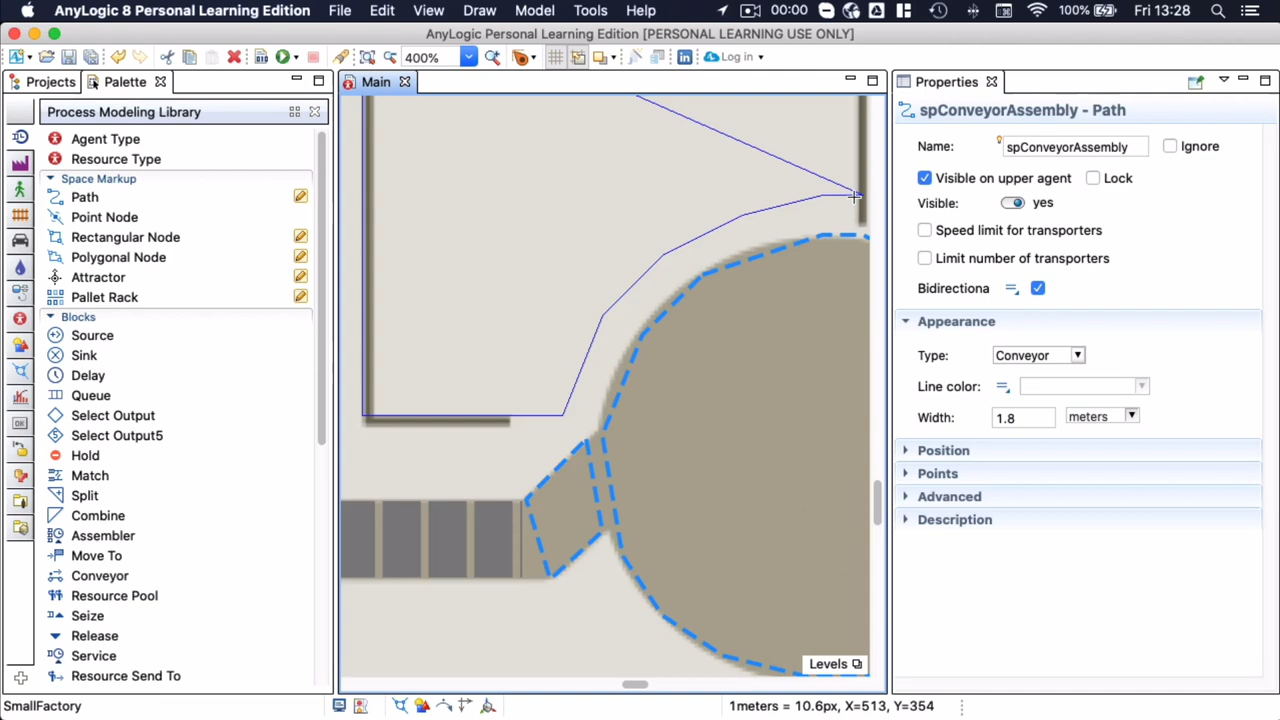 AnyLogic 8 Personal Learning Edition File Edit View Draw Model Tools Help 00:00 100% Fri 13:28
AnyLogic Personal Learning Edition [PERSONAL LEARNING USE ONLY]
400% Log in
Projects Palette
Main
Properties
Process Modeling Library
Agent Type
Resource Type
Space Markup
Path
Point Node
Rectangular Node
Polygonal Node
Attractor
Pallet Rack
Blocks
Source
Sink
Delay
Queue
Select Output
Select Output5
Hold
Match
Split
Combine
Assembler
Move To
Conveyor
Resource Pool
Seize
Release
Service
Resource Send To
Levels
spConveyorAssembly - Path
Name: spConveyorAssembly Ignore
Visible on upper agent Lock
Visible: yes
Speed limit for transporters
Limit number of transporters
Bidirectiona
Appearance
Type: Conveyor
Line color:
Width: 1.8 meters
Position
Points
Advanced
Description
SmallFactory
1meters = 10.6px, X=513, Y=354